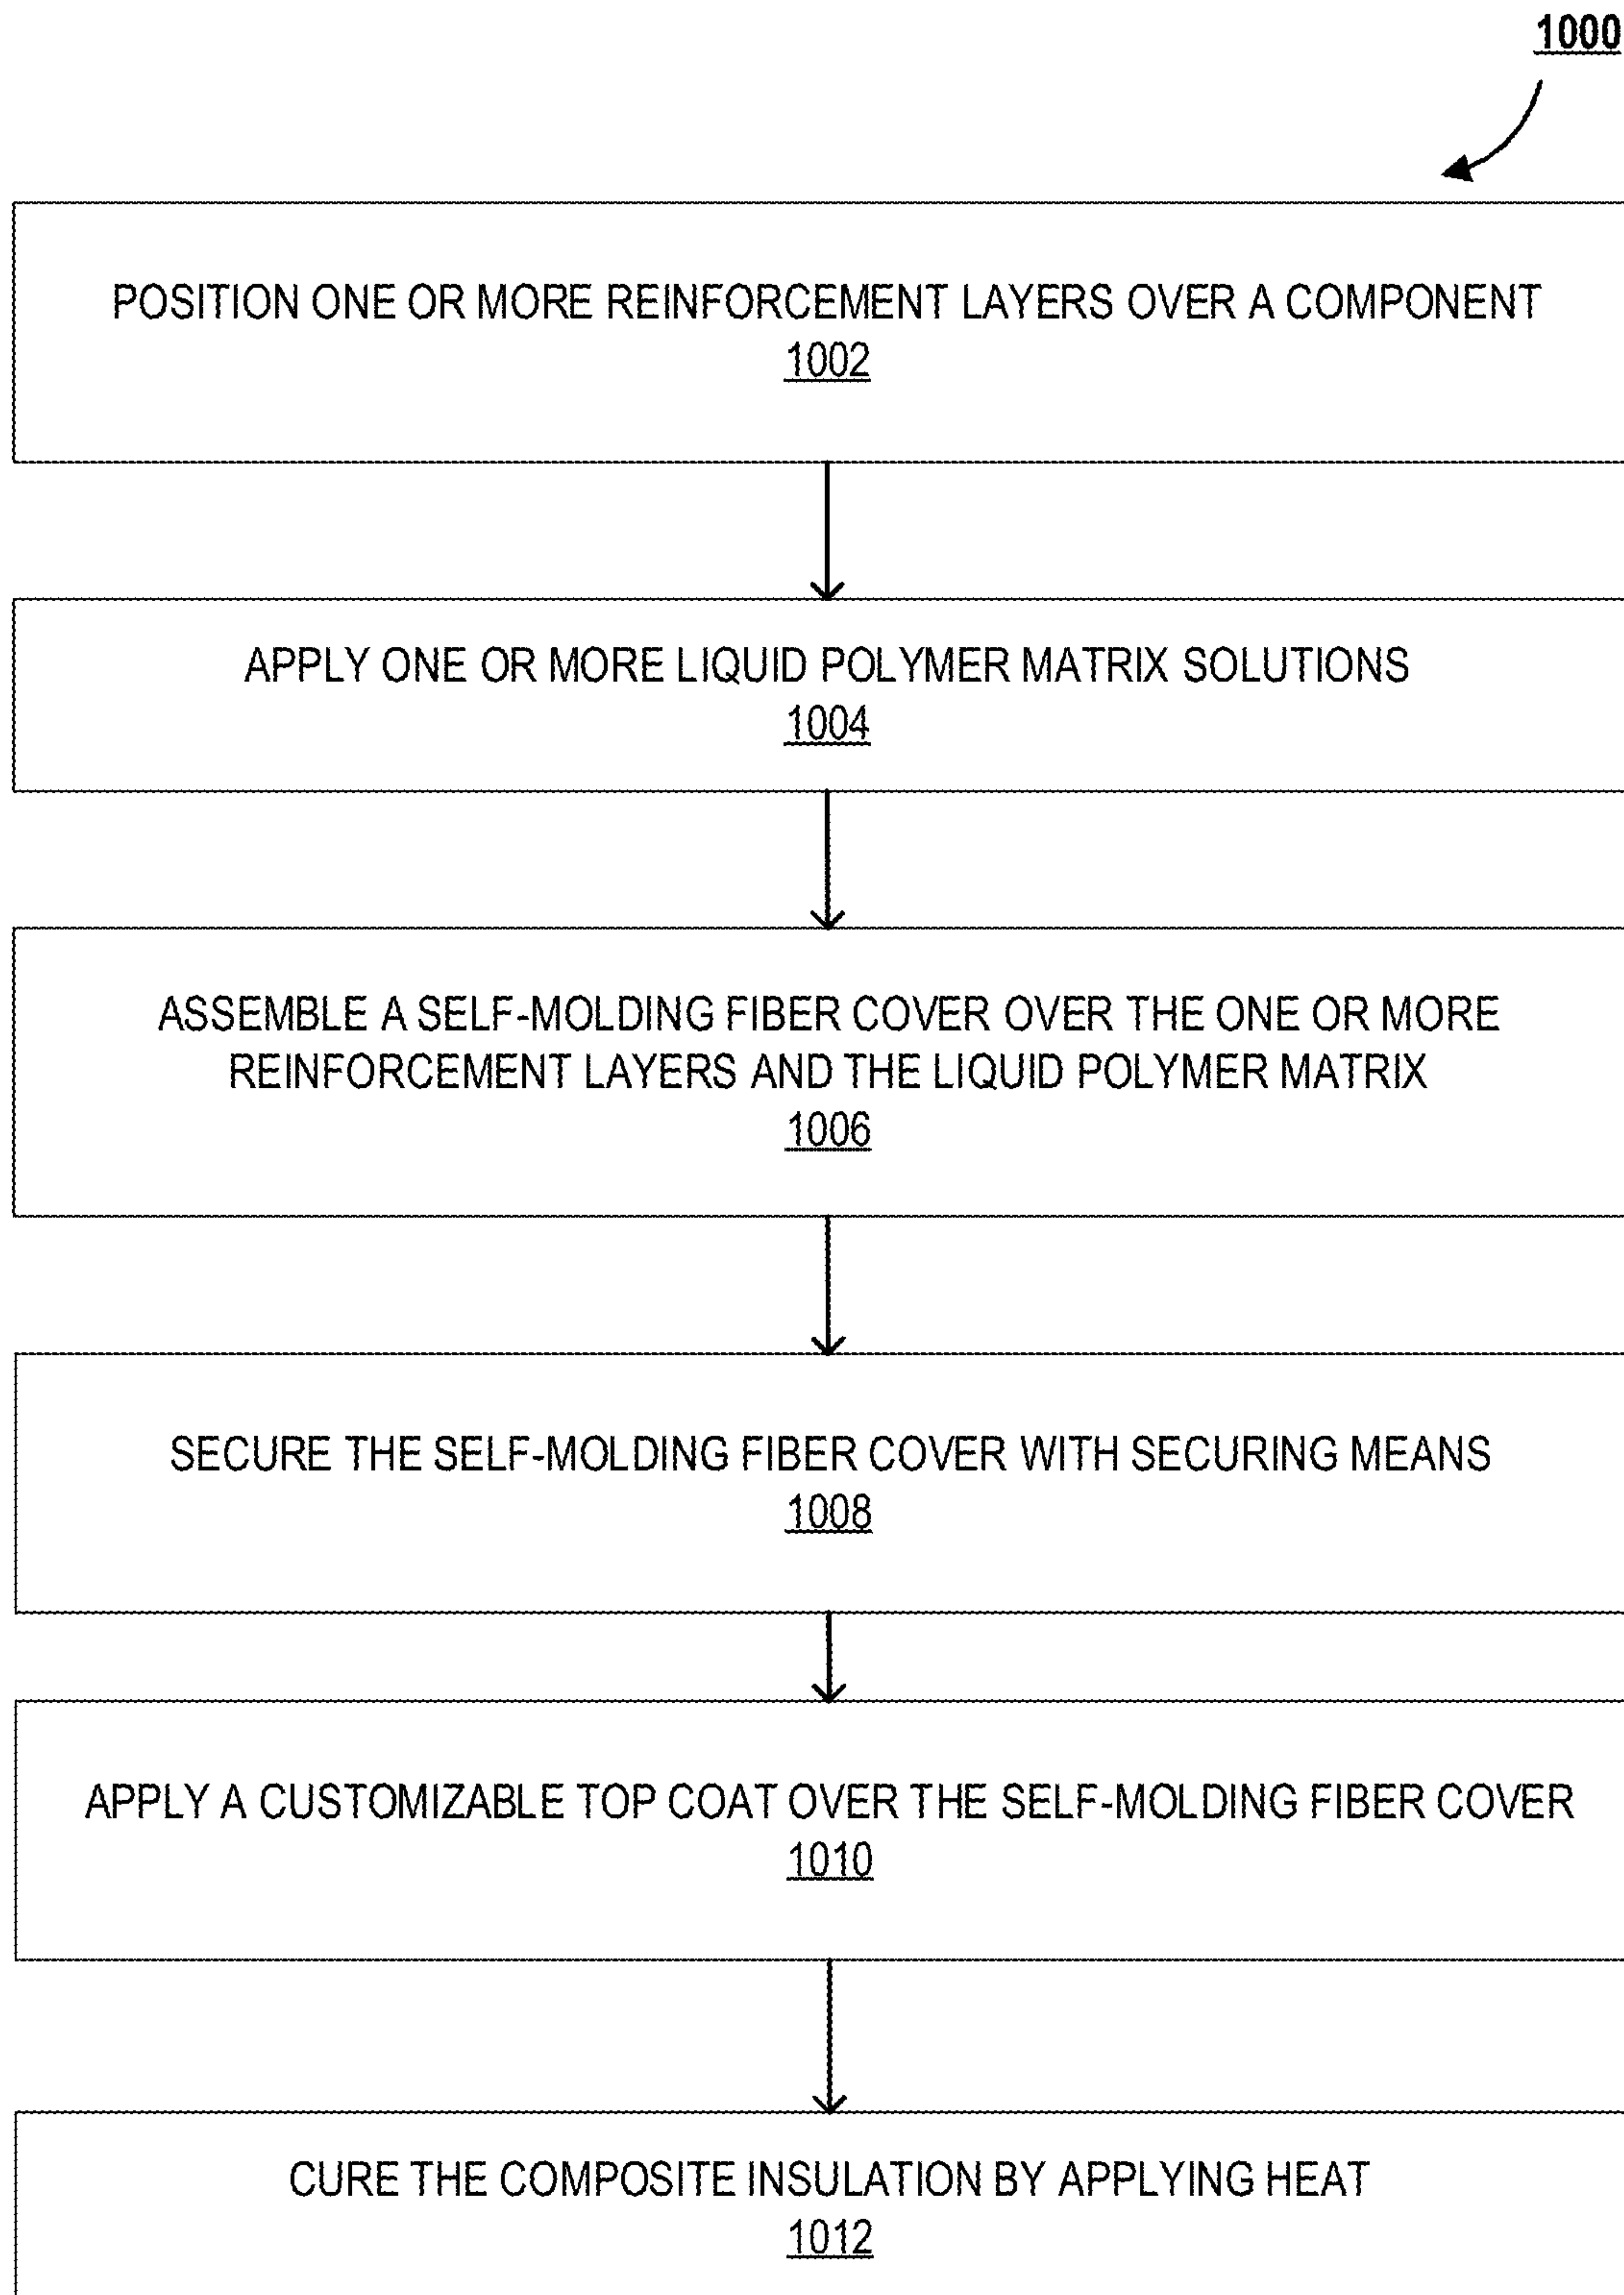 1000
POSITION ONE OR MORE REINFORCEMENT LAYERS OVER A COMPONENT
1002
APPLY ONE OR MORE LIQUID POLYMER MATRIX SOLUTIONS
1004
ASSEMBLE A SELF-MOLDING FIBER COVER OVER THE ONE OR MORE
REINFORCEMENT LAYERS AND THE LIQUID POLYMER MATRIX
1006
SECURE THE SELF-MOLDING FIBER COVER WITH SECURING MEANS
1008
APPLY A CUSTOMIZABLE TOP COAT OVER THE SELF-MOLDING FIBER COVER
1010
CURE THE COMPOSITE INSULATION BY APPLYING HEAT
1012